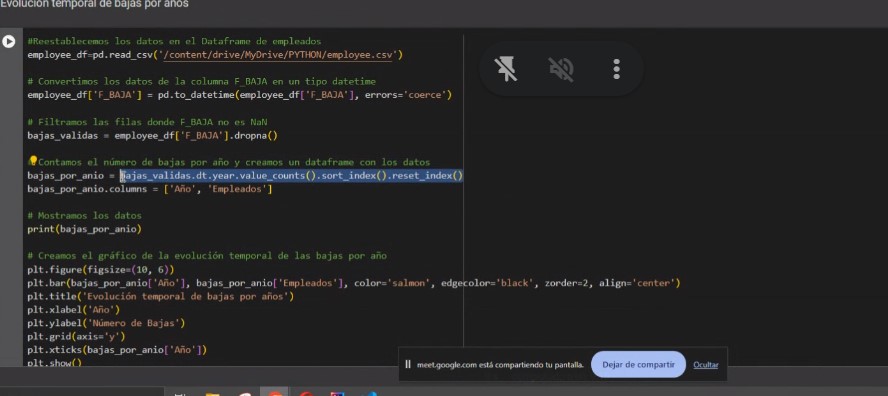 Evolución temporal de bajas por años
#Reestablecemos los datos en el Dataframe de empleados
employee_df=pd.read_csv('/content/drive/MyDrive/PYTHON/employee.csv')
# Convertimos los datos de la columna F_BAJA en un tipo datetime
employee_df['F_BAJA'] = pd.to_datetime(employee_df['F_BAJA'], errors='coerce')
# Filtramos las filas donde F_BAJA no es NaN
bajas_validas = employee_df['F_BAJA'].dropna()
#Contamos el número de bajas por año y creamos un dataframe con los datos
bajas_por_anio = bajas_validas.dt.year.value_counts().sort_index().reset_index()
bajas_por_anio.columns = ['Año', 'Empleados']
# Mostramos los datos
print(bajas_por_anio)
# Creamos el gráfico de la evolución temporal de las bajas por año
plt.figure(figsize=(10, 6))
plt.bar(bajas_por_anio['Año'], bajas_por_anio['Empleados'], color='salmon', edgecolor='black', zorder=2, align='center')
plt.title('Evolución temporal de bajas por años')
plt.xlabel('Año')
plt.ylabel('Número de Bajas')
plt.grid(axis='y')
plt.xticks(bajas_por_anio['Año'])
plt.show()
meet.google.com está compartiendo tu pantalla.
Dejar de compartir
Ocultar